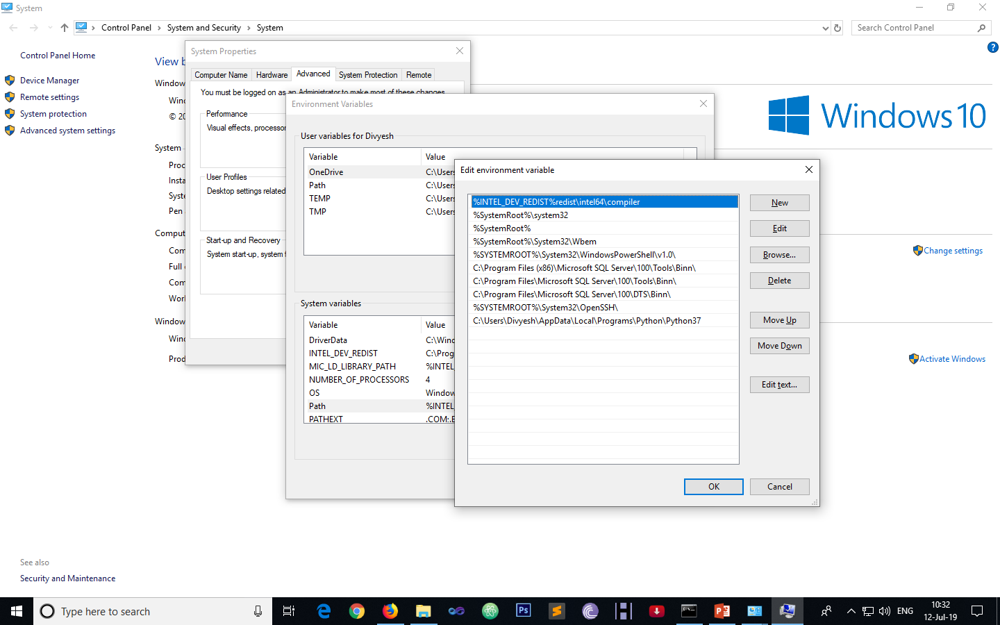 System
Control Panel > System and Security > System
Search Control Panel
Control Panel Home
Device Manager
Remote settings
System protection
Advanced system settings
View b
Window
Wind
© 20
System
Proc
Insta
Syste
Pen
Comput
Com
Full
Com
Worl
Window
Winc
Prod
See also
Security and Maintenance
Windows 10
Change settings
Activate Windows
System Properties
Computer Name
Hardware
Advanced
System Protection
Remote
You must be logged on as an Administrator to make most of these changes
Performance
Visual effects, processor
User Profiles
Desktop settings related
Start-up and Recovery
System start-up, system f
Environment Variables
User variables for Divyesh
Variable Value
OneDrive C:\Users
Path C:\Users
TEMP C:\Users
TMP C:\Users
System variables
Variable Value
DriverData C:\Wind
INTEL_DEV_REDIST C:\Prog
MIC_LD_LIBRARY_PATH %INTEL_
NUMBER_OF_PROCESSORS 4
OS Window
Path %INTEL
PATHEXT .COM;.E
Edit environment variable
%INTEL_DEV_REDIST%redist\intel64\compiler
%SystemRoot%\system32
%SystemRoot%
%SystemRoot%\System32\Wbem
%SYSTEMROOT%\System32\WindowsPowerShell\v1.0\
C:\Program Files (x86)\Microsoft SQL Server\100\Tools\Binn\
C:\Program Files\Microsoft SQL Server\100\Tools\Binn\
C:\Program Files\Microsoft SQL Server\100\DTS\Binn\
%SYSTEMROOT%\System32\OpenSSH\
C:\Users\Divyesh\AppData\Local\Programs\Python\Python37
New
Edit
Browse...
Delete
Move Up
Move Down
Edit text...
OK
Cancel
Type here to search
Ps
ENG
10:32
12-Jul-19